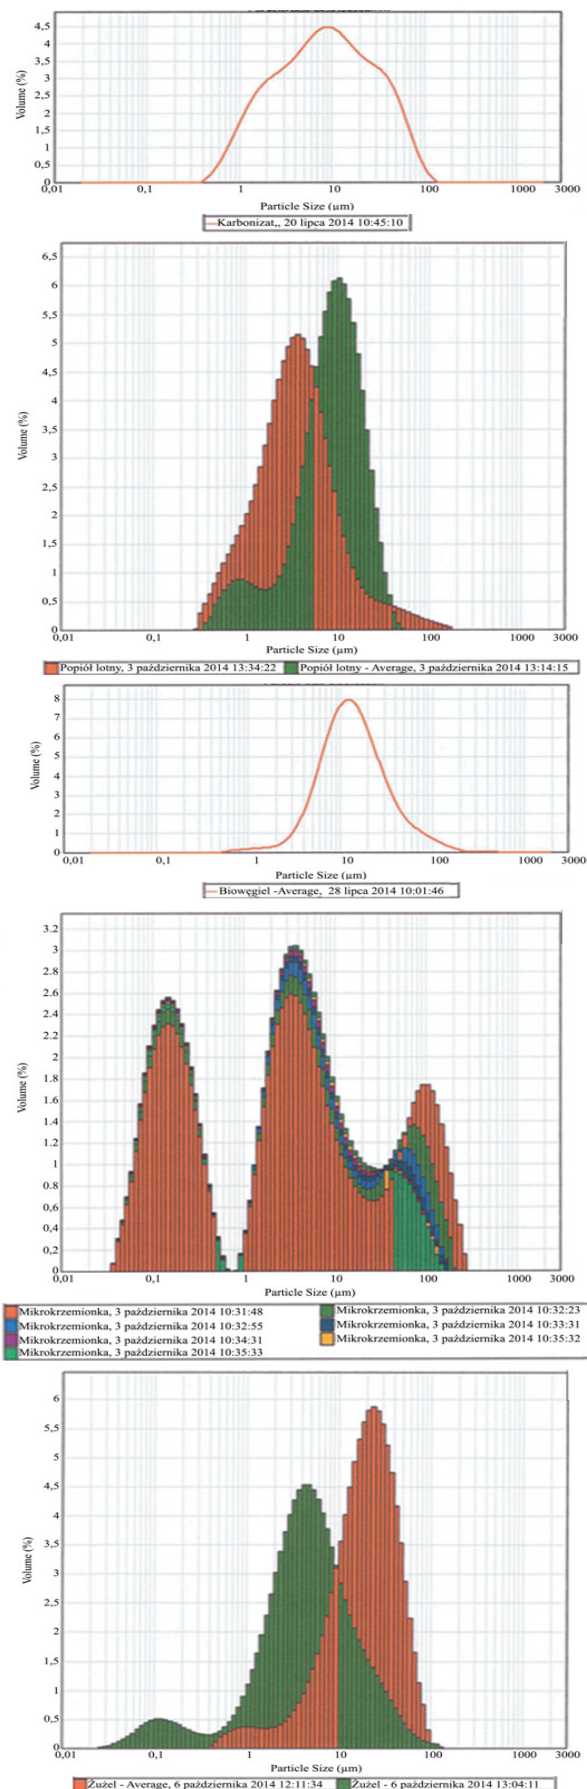 4,5
4
3,5
3
2,5
2
1,5
1
0,5
0
Volume (%)
0,01 0,1 1 10 100 1000 3000
Particle Size (µm)
Karbonizat,, 20 lipca 2014 10:45:10
6,5
6
5,5
5
4,5
4
3,5
3
2,5
2
1,5
1
0,5
0
Volume (%)
0,01 0,1 1 10 100 1000 3000
Particle Size (µm)
Popiół lotny, 3 października 2014 13:34:22 Popiół lotny - Average, 3 października 2014 13:14:15
8
7
6
5
4
3
2
1
0
Volume (%)
0,01 0,1 1 10 100 1000 3000
Particle Size (µm)
Biowęgiel -Average, 28 lipca 2014 10:01:46
3.2
3
2.8
2.6
2.4
2.2
2
1.8
1.6
1.4
1.2
1
0.8
0.6
0,4
0,2
0
Volume (%)
0,01 0,1 1 10 100 1000 3000
Particle Size (µm)
Mikrokrzemionka, 3 października 2014 10:31:48 Mikrokrzemionka, 3 października 2014 10:32:23
Mikrokrzemionka, 3 października 2014 10:32:55 Mikrokrzemionka, 3 października 2014 10:33:31
Mikrokrzemionka, 3 października 2014 10:34:31 Mikrokrzemionka, 3 października 2014 10:35:32
Mikrokrzemionka, 3 października 2014 10:35:33
6
5,5
5
4,5
4
3,5
3
2,5
2
1,5
1
0,5
0
Volume (%)
0,01 0,1 1 10 100 1000 3000
Particle Size (µm)
Żużel - Average, 6 października 2014 12:11:34 Żużel - 6 października 2014 13:04:11